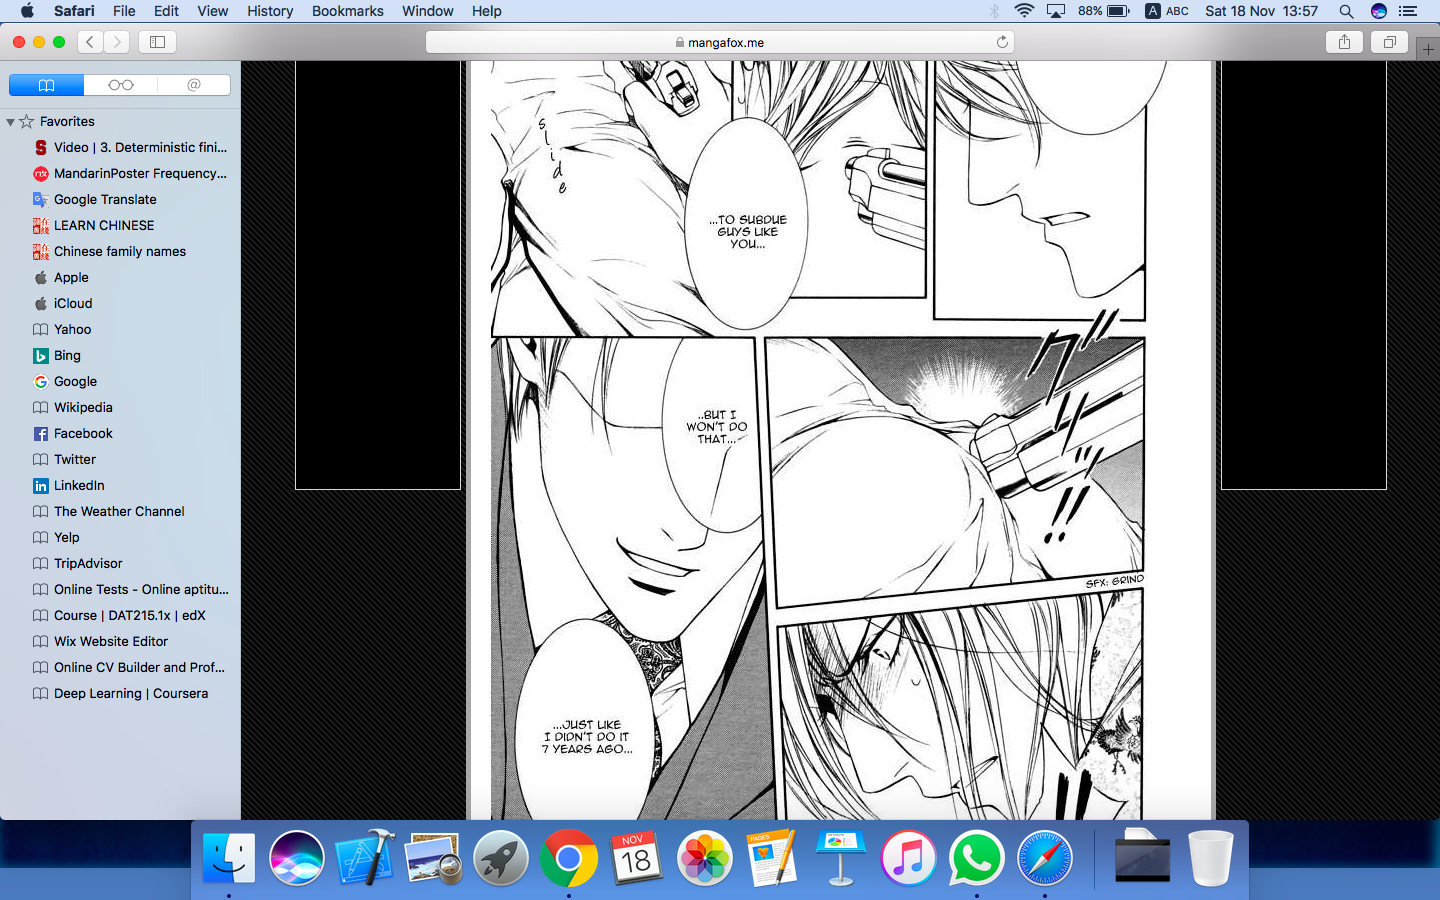 Safari File Edit View History Bookmarks Window Help
88% A ABC Sat 18 Nov 13:57
mangafox.me
@
Favorites
Video | 3. Deterministic fini...
MandarinPoster Frequency...
Google Translate
LEARN CHINESE
Chinese family names
Apple
iCloud
Yahoo
Bing
Google
Wikipedia
Facebook
Twitter
LinkedIn
The Weather Channel
Yelp
TripAdvisor
Online Tests - Online aptitu...
Course | DAT215.1x | edX
Wix Website Editor
Online CV Builder and Prof...
Deep Learning | Coursera
slide
...TO SUBDUE
GUYS LIKE
YOU...
..BUT I
WON'T DO
THAT...
SFX: GRIND
...JUST LIKE
I DIDN'T DO IT
7 YEARS AGO...
NOV
18
PAGES